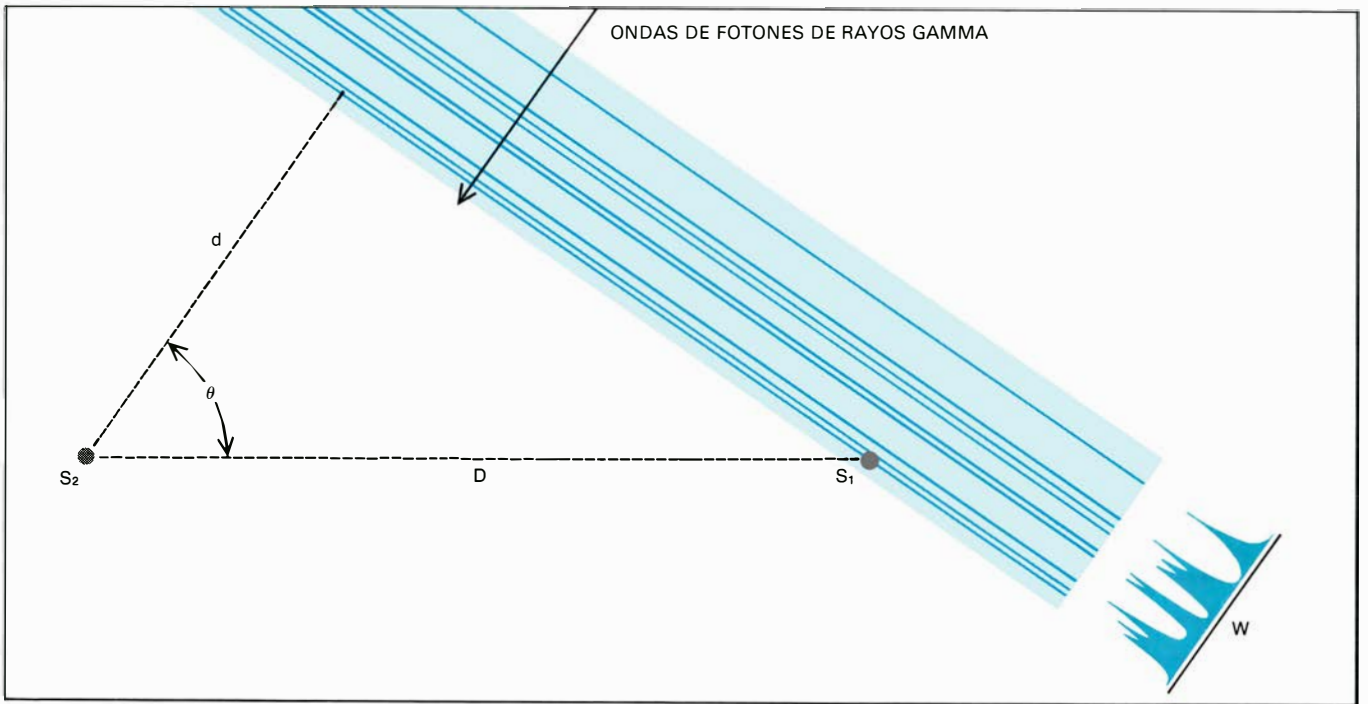 ONDAS DE FOTONES DE RAYOS GAMMA
d
θ
S₂
D
S₁
W